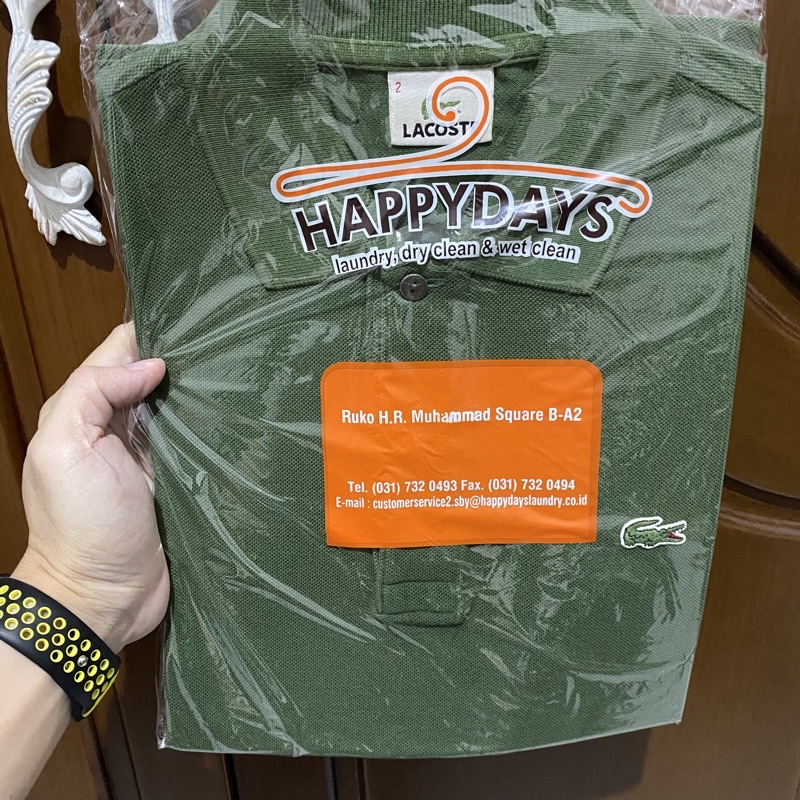 2
LACOSTE
HAPPYDAYS
laundry, dry clean & wet clean
Ruko H.R. Muhammad Square B-A2
Tel. (031) 732 0493 Fax. (031) 732 0494
E-mail : customerservice2.sby@happydayslaundry.co.id